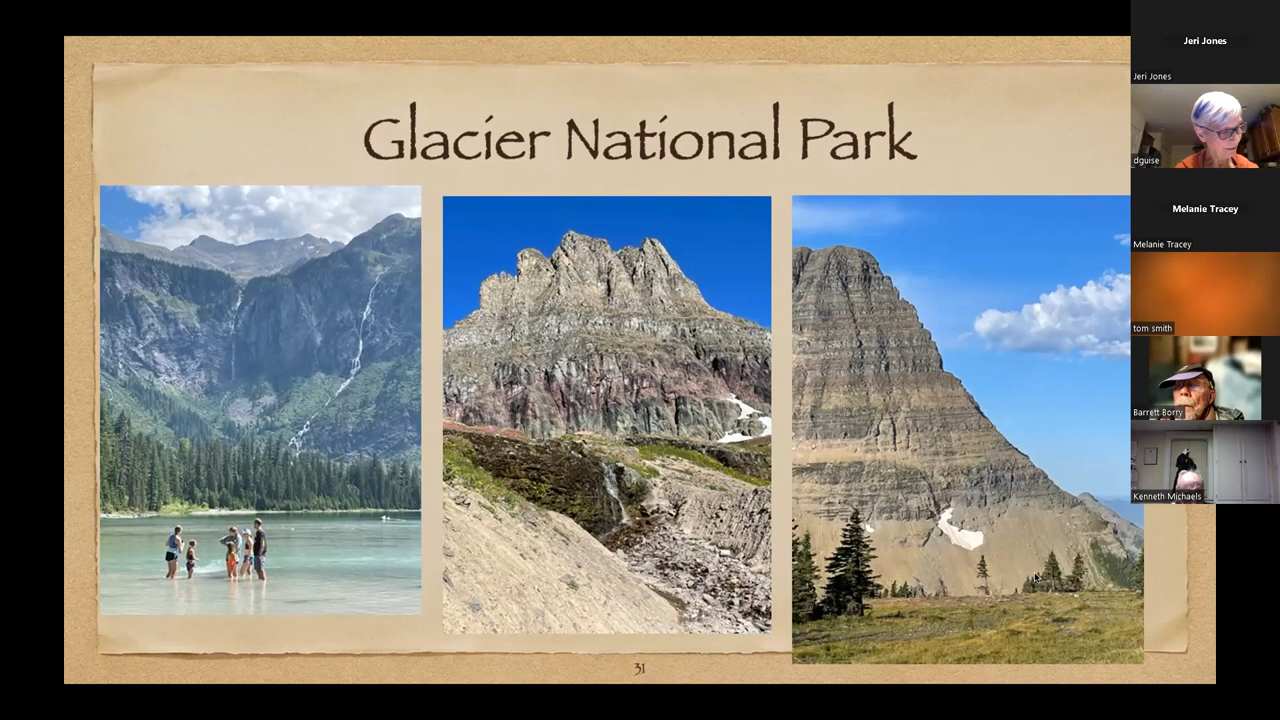 Glacier National Park
31
Jeri Jones
Jeri Jones
dguise
Melanie Tracey
Melanie Tracey
tom smith
Barrett Borry
Kenneth Michaels